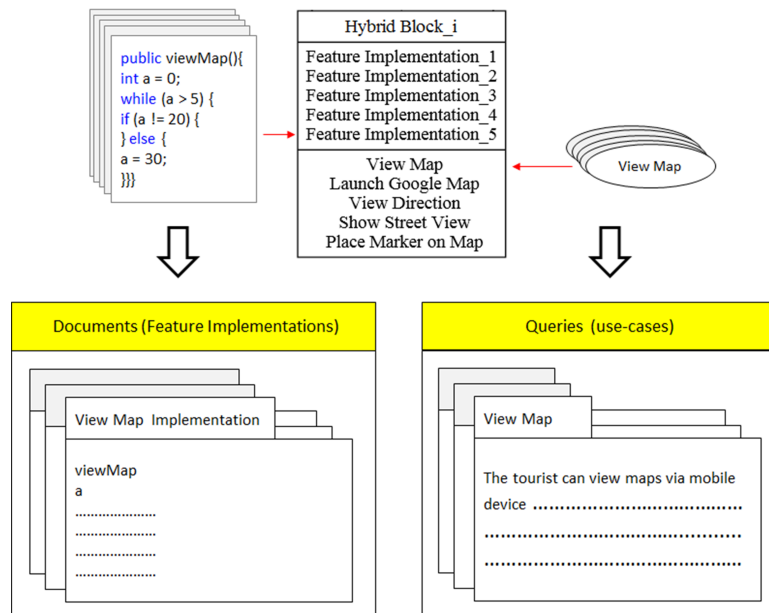 public viewMap(){
int a = 0;
while (a > 5) {
if (a != 20) {
} else {
a = 30;
}}}
Hybrid Block_i
Feature Implementation_1
Feature Implementation_2
Feature Implementation_3
Feature Implementation_4
Feature Implementation_5
View Map
Launch Google Map
View Direction
Show Street View
Place Marker on Map
View Map
Documents (Feature Implementations)
View Map Implementation
viewMap
a
.....................
.....................
.....................
.....................
Queries (use-cases)
View Map
The tourist can view maps via mobile
device .......................................
................................................
................................................